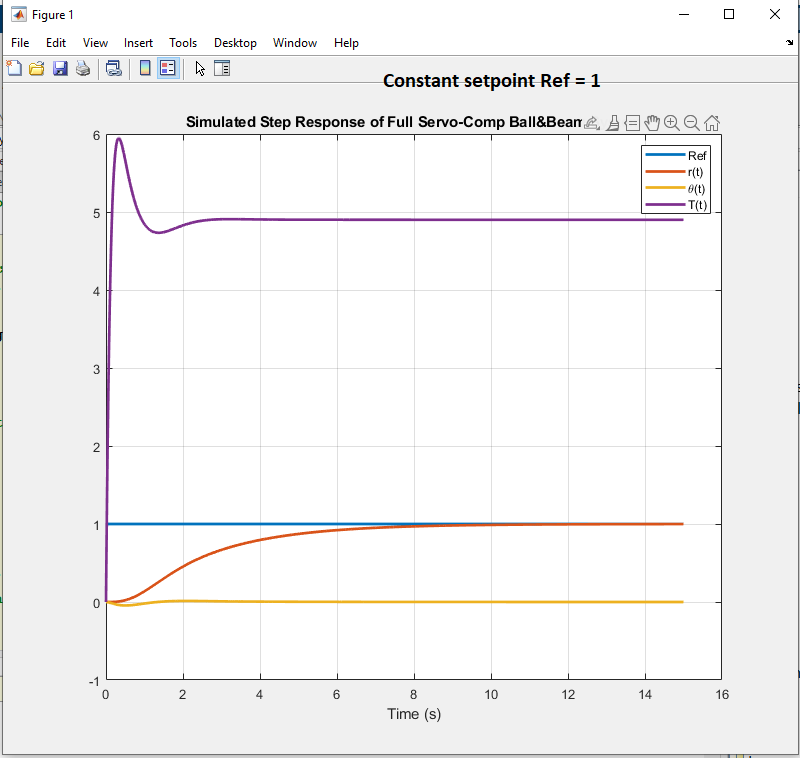 Figure 1
File Edit View Insert Tools Desktop Window Help
Constant setpoint Ref = 1
Simulated Step Response of Full Servo-Comp Ball&Beam
Ref
r(t)
θ(t)
T(t)
6
5
4
3
2
1
0
-1
0 2 4 6 8 10 12 14 16
Time (s)